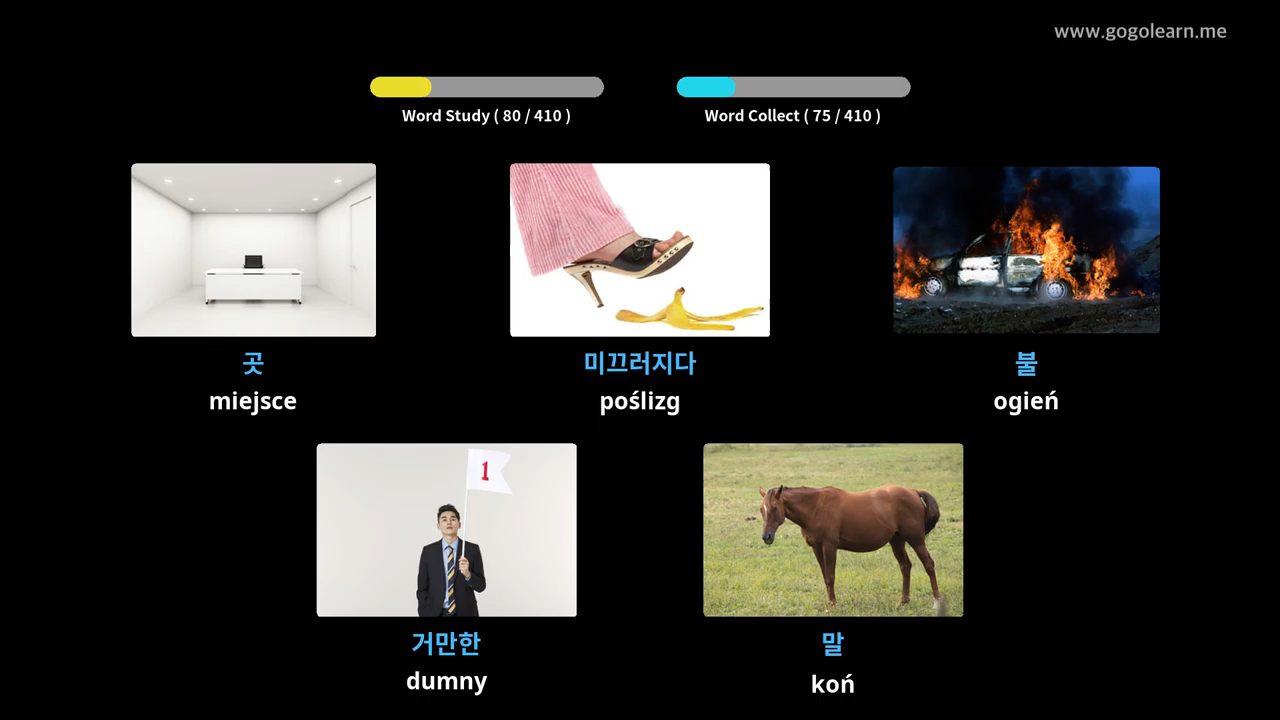 www.gogolearn.me
Word Study ( 80 / 410 )
Word Collect ( 75 / 410 )
곳
miejsce
미끄러지다
poślizg
불
ogień
1
거만한
dumny
말
koń